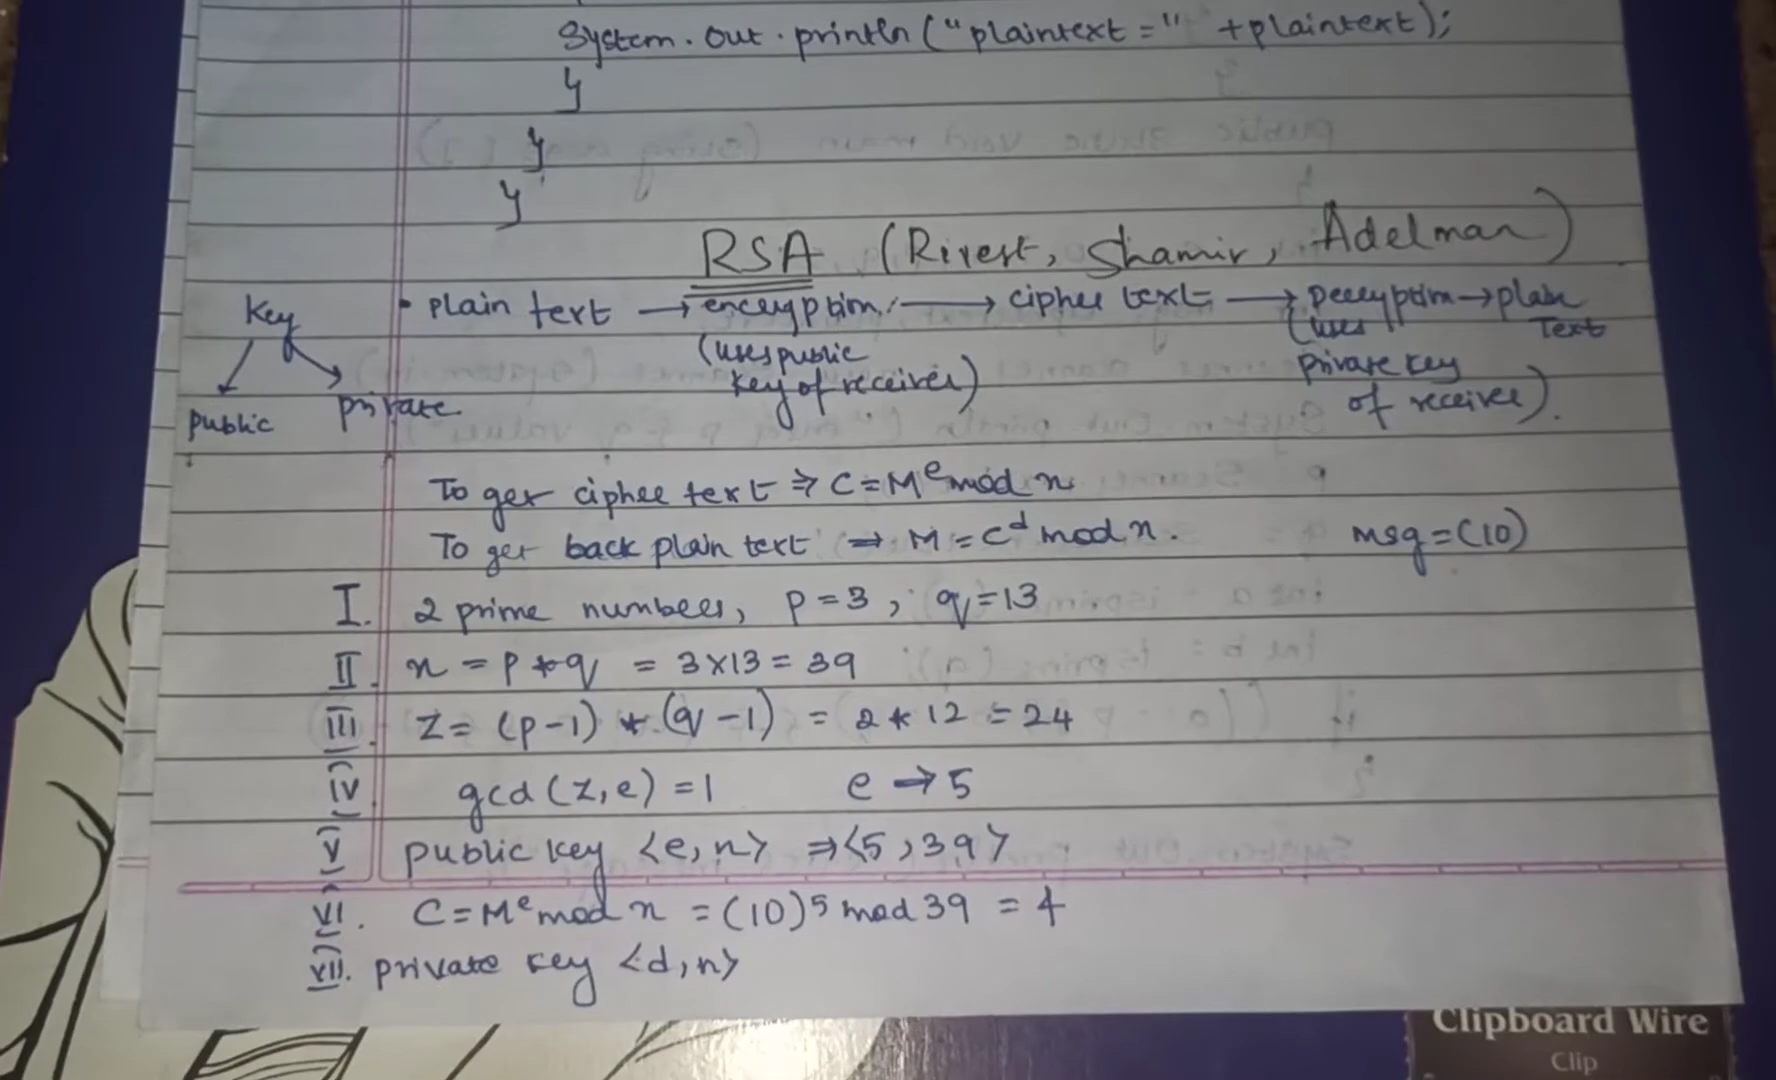 System.out.println("plaintext=" +plaintext);
}
}
}
RSA (Rivest, Shamir, Adelman)
Key
public private
• plain text → encryption → cipher text → Decryption → plain Text
(uses public key of receiver)
(uses private key of receiver).
To get cipher text ⇒ C=M^e mod n
To get back plain text ⇒ M=C^d mod n. msg=(10)
I. 2 prime numbers, P=3, q=13
II. n = P*q = 3×13=39
III. Z= (p-1) * (q-1) = 2*12=24
IV. gcd(z,e)=1 e→5
V. public key <e,n> ⇒<5,39>
VI. C=M^e mod n =(10)^5 mod 39 = 4
VII. private key <d,n>
Clipboard Wire
Clip